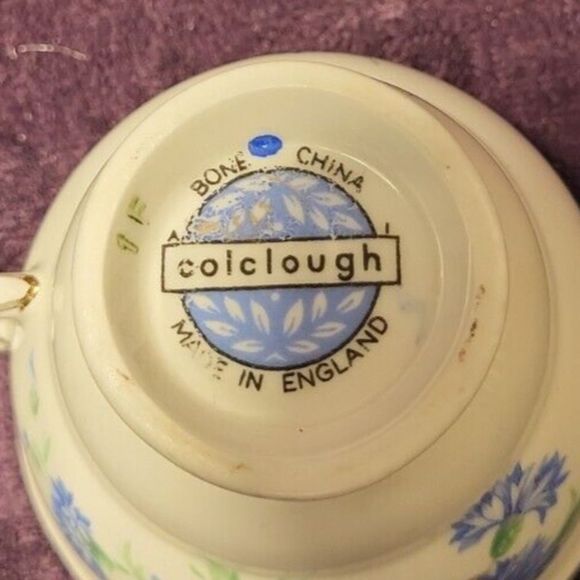 BONE CHINA
A I
colclough
MADE IN ENGLAND